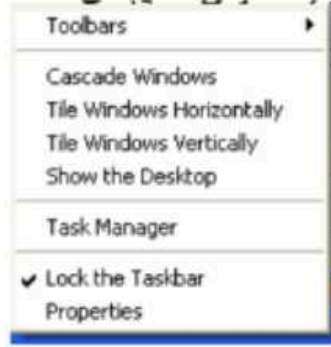 Toolbars
Cascade Windows
Tile Windows Horizontally
Tile Windows Vertically
Show the Desktop
Task Manager
Lock the Taskbar
Properties